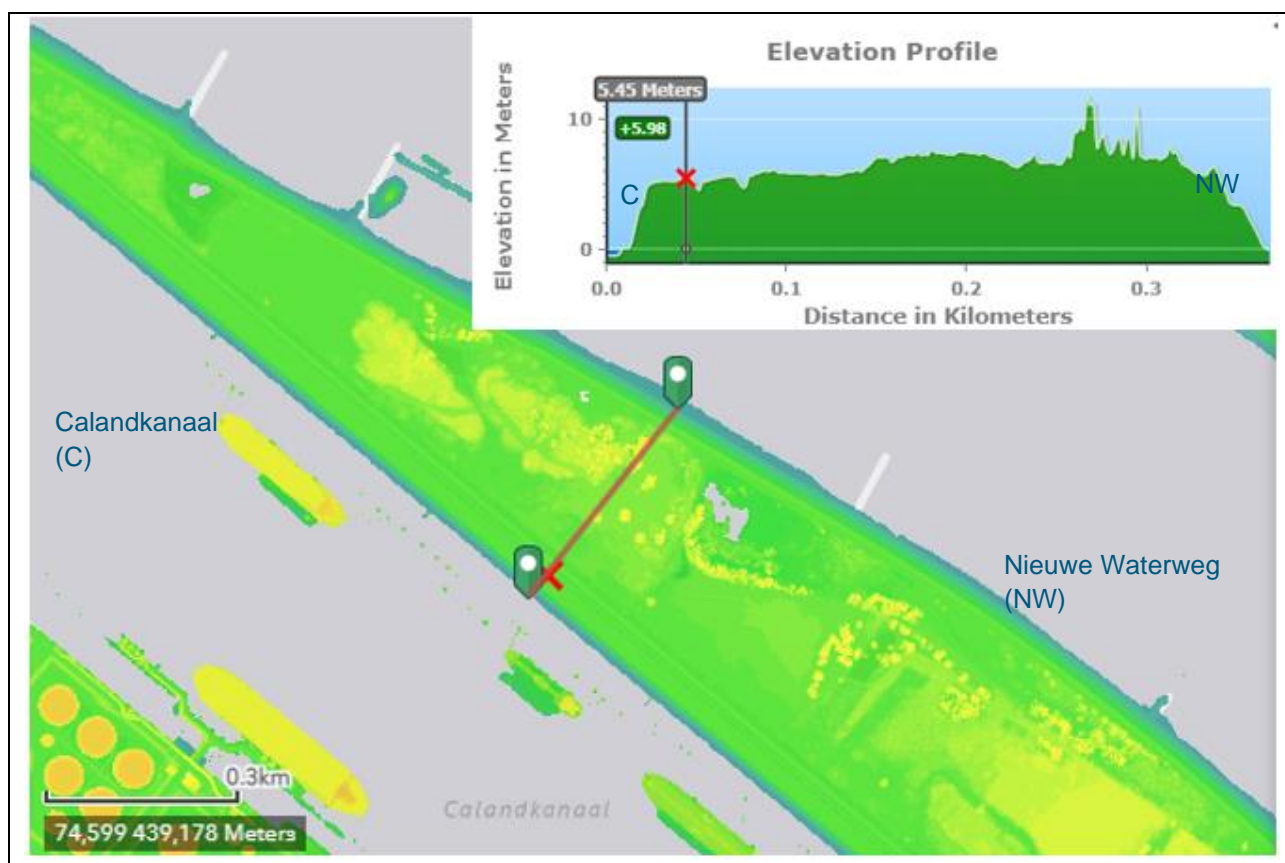 Elevation Profile
Elevation in Meters
5.45 Meters
+5.98
10
0
C
NW
0.0
0.1
0.2
0.3
Distance in Kilometers
Calandkanaal
(C)
Nieuwe Waterweg
(NW)
0.3km
Calandkanaal
74,599 439,178 Meters